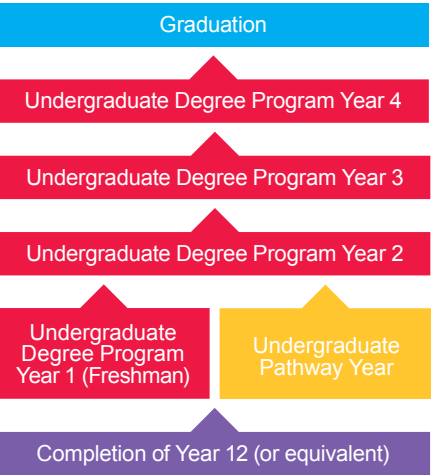 Graduation
Undergraduate Degree Program Year 4
Undergraduate Degree Program Year 3
Undergraduate Degree Program Year 2
Undergraduate
Degree Program
Year 1 (Freshman)
Undergraduate
Pathway Year
Completion of Year 12 (or equivalent)